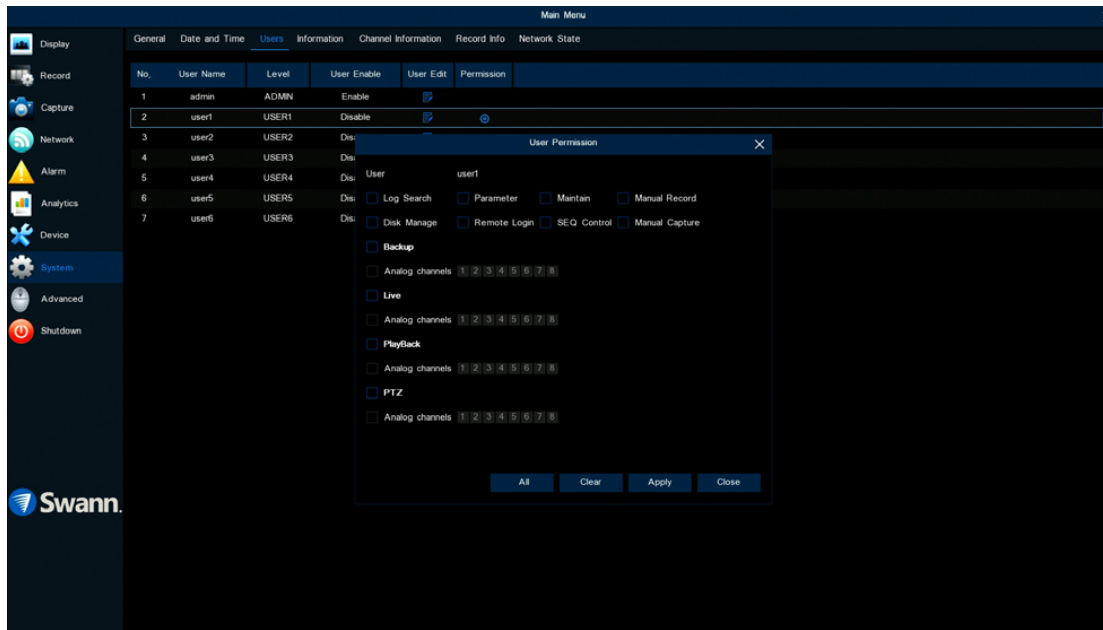 Main Menu
Display
Record
Capture
Network
Alarm
Analytics
Device
System
Advanced
Shutdown
Swann.
General Date and Time Users Information Channel Information Record Info Network State
No. User Name Level User Enable User Edit Permission
1 admin ADMIN Enable
2 user1 USER1 Disable
3 user2 USER2
4 user3 USER3
5 user4 USER4
6 user5 USER5
7 user6 USER6
User Permission
User user1
Log Search Parameter Maintain Manual Record
Disk Manage Remote Login SEQ Control Manual Capture
Backup
Analog channels 1 2 3 4 5 6 7 8
Live
Analog channels 1 2 3 4 5 6 7 8
PlayBack
Analog channels 1 2 3 4 5 6 7 8
PTZ
Analog channels 1 2 3 4 5 6 7 8
All Clear Apply Close